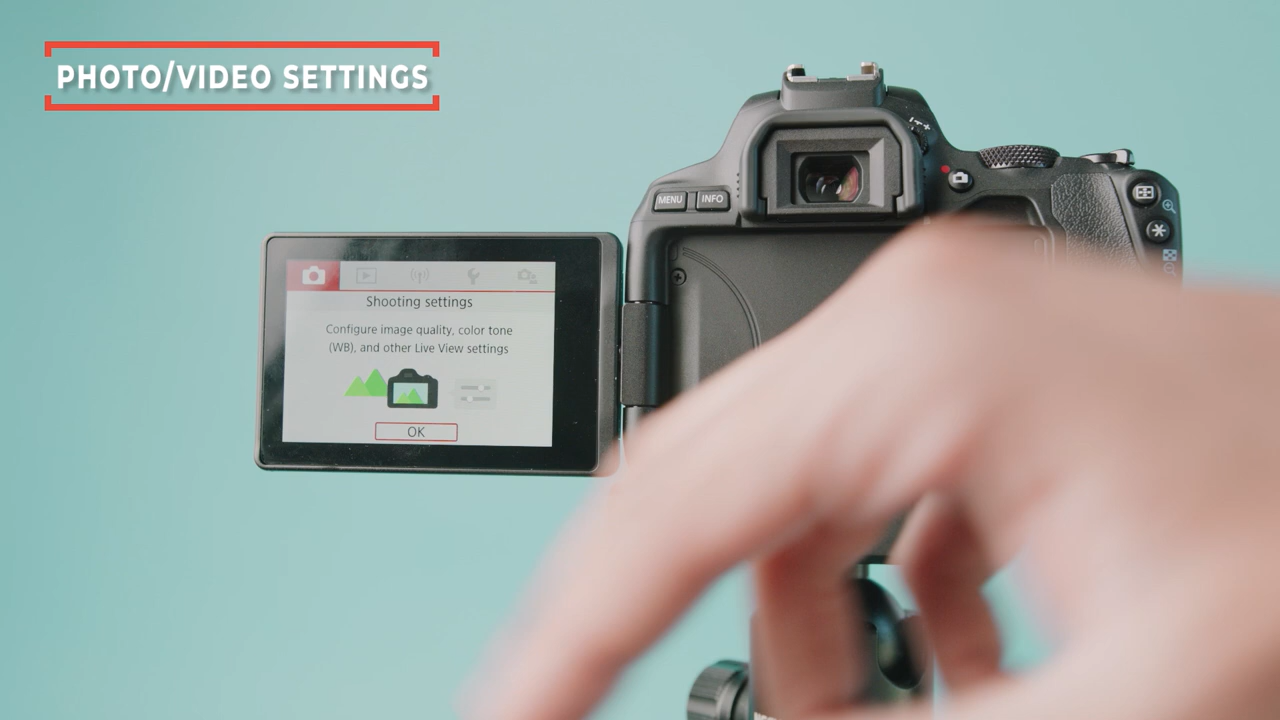 PHOTO/VIDEO SETTINGS
MENU INFO
Shooting settings
Configure image quality, color tone
(WB), and other Live View settings
OK